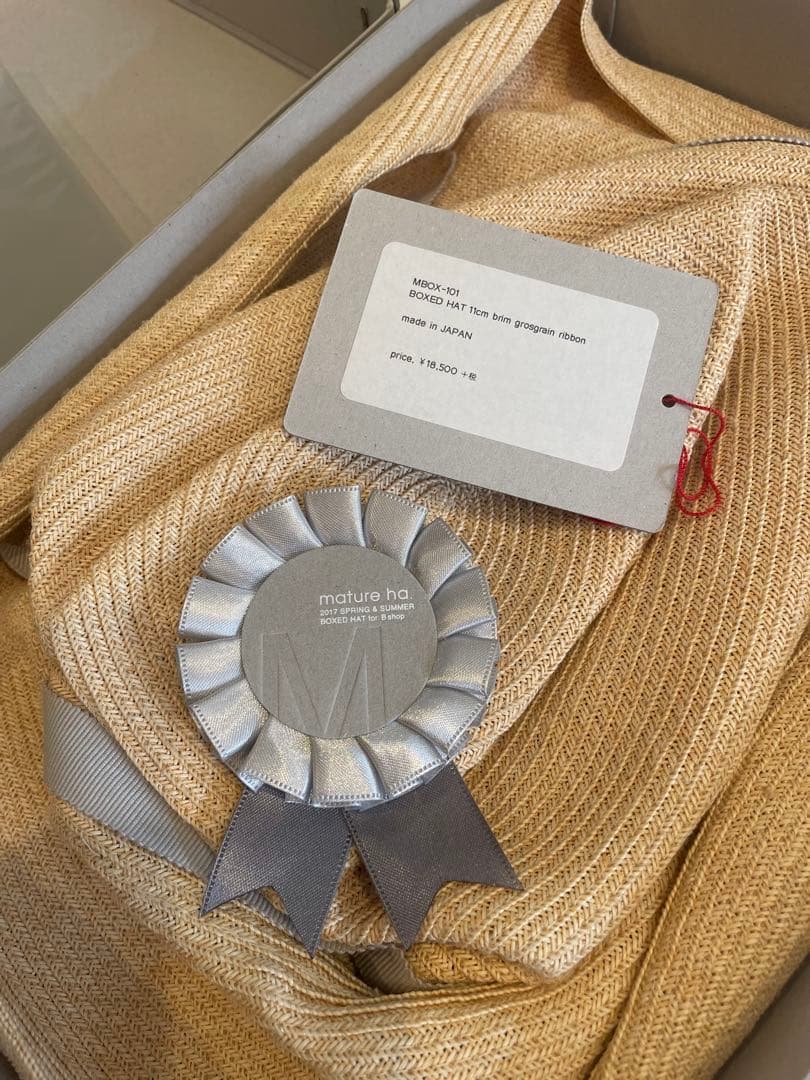 MBOX-101
BOXED HAT 11cm brim grosgrain ribbon
made in JAPAN
price. ¥18,500 +税
mature ha.
2017 SPRING & SUMMER
BOXED HAT for Bshop
M